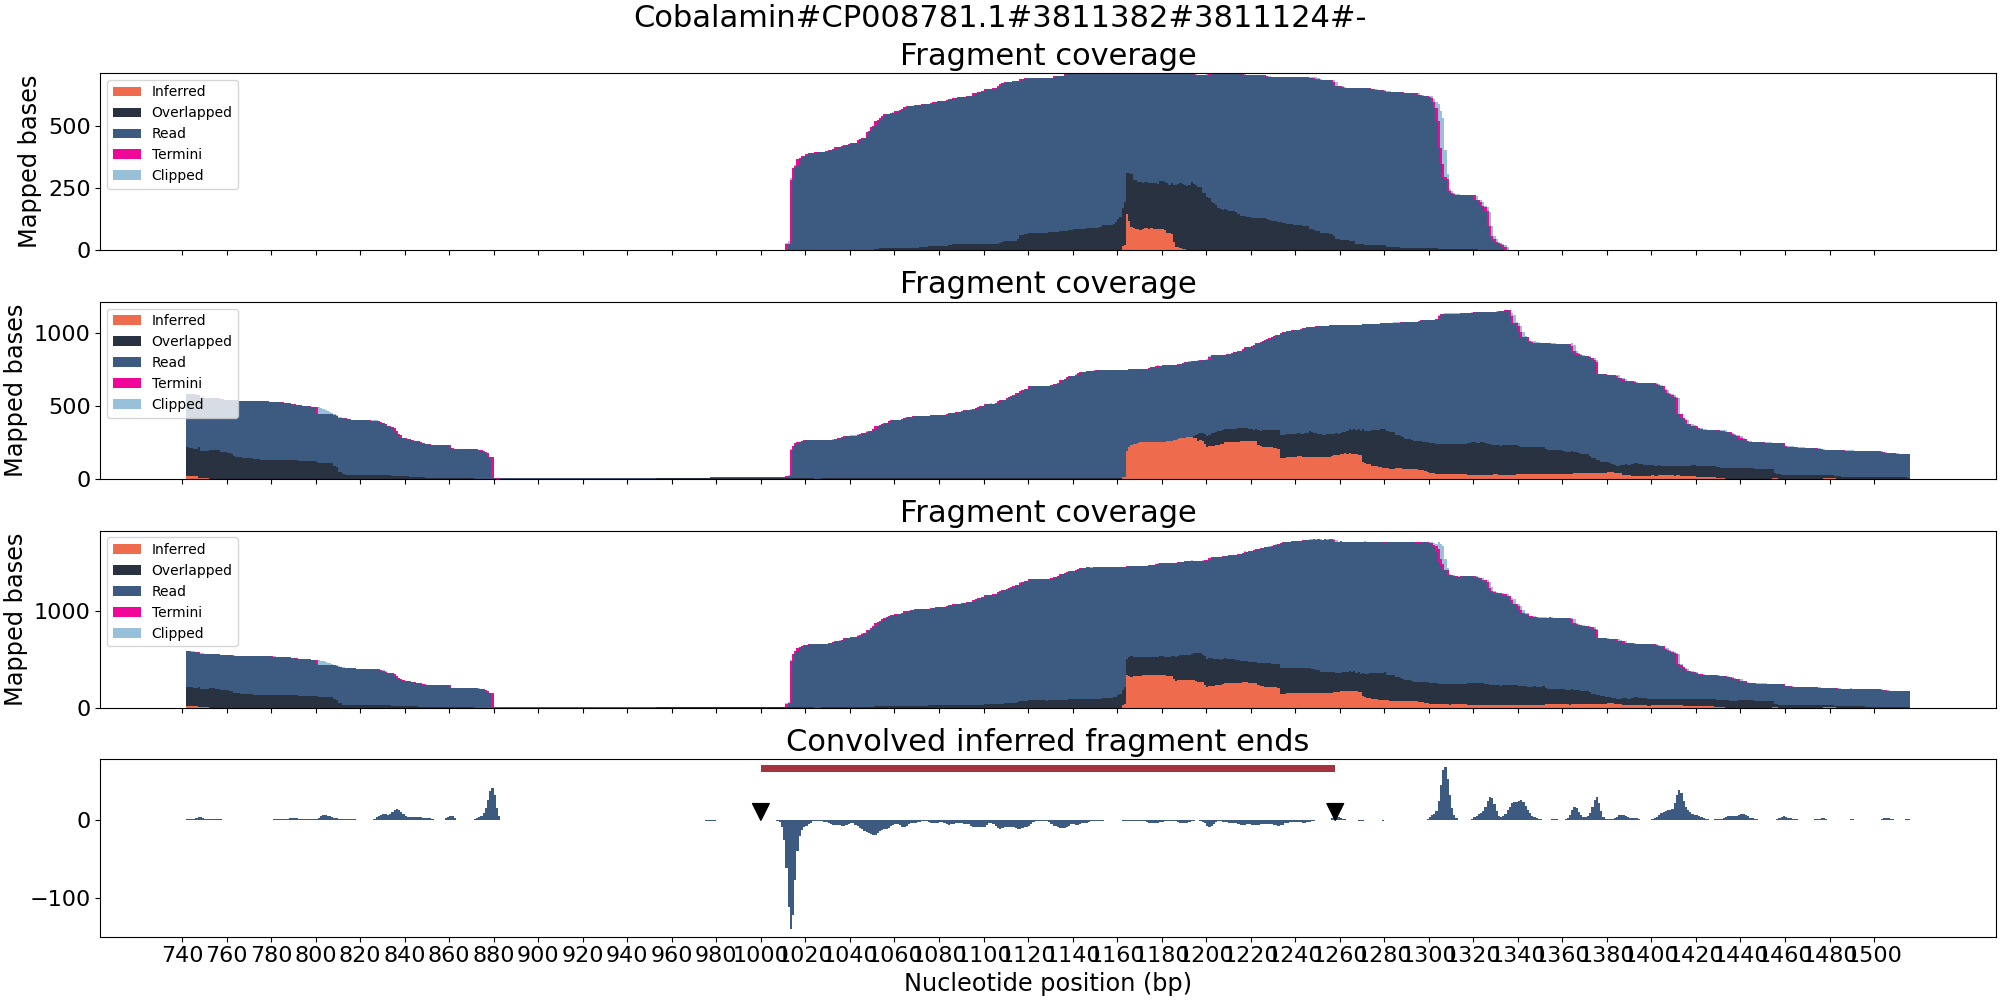 Cobalamin#CP008781.1#3811382#3811124#-
Fragment coverage
Mapped bases
500
250
0
Inferred
Overlapped
Read
Termini
Clipped
Fragment coverage
Mapped bases
1000
500
0
Inferred
Overlapped
Read
Termini
Clipped
Fragment coverage
Mapped bases
1000
0
Inferred
Overlapped
Read
Termini
Clipped
Convolved inferred fragment ends
0
−100
740 760 780 800 820 840 860 880 900 920 940 960 980 1000 1020 1040 1060 1080 1100 1120 1140 1160 1180 1200 1220 1240 1260 1280 1300 1320 1340 1360 1380 1400 1420 1440 1460 1480 1500
Nucleotide position (bp)